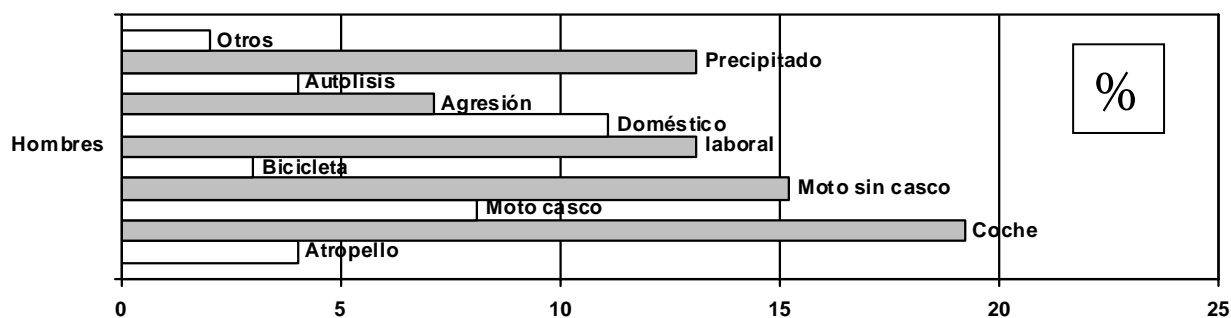 Otros
Precipitado
%
Autolisis
Agresión
Doméstico
Hombres
laboral
Bicicleta
Moto sin casco
Moto casco
Coche
Atropello
0 5 10 15 20 25